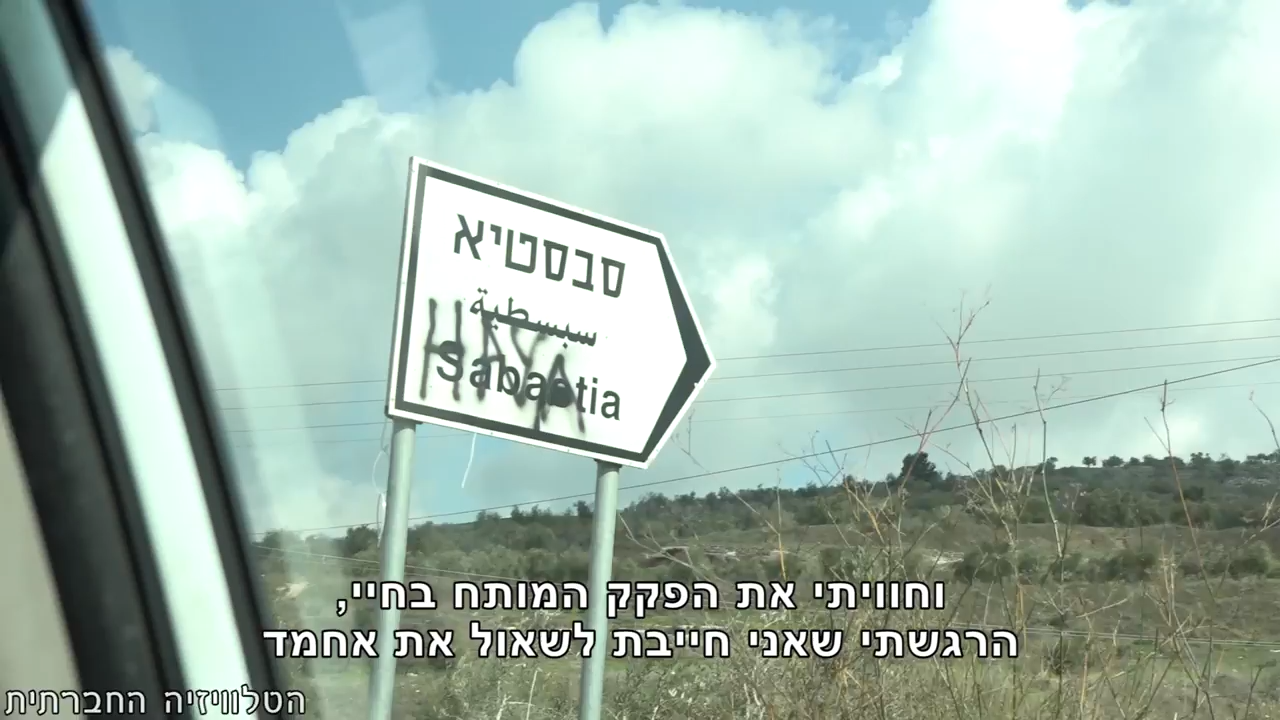 סבסטיא
سبسطية
Sabastia
וחוויתי את הפקק המותח בחיי,
הרגשתי שאני חייבת לשאול את אחמד
הטלוויזיה החברתית